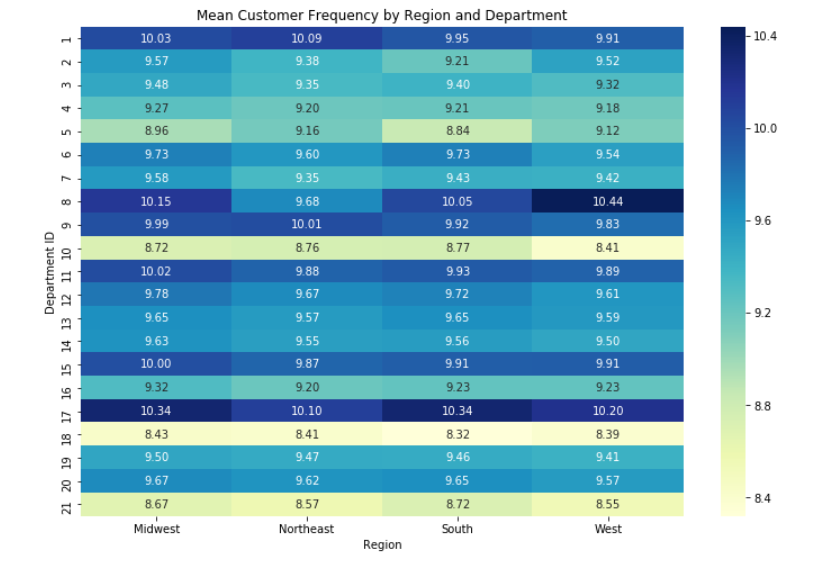 Mean Customer Frequency by Region and Department
1 10.03 10.09 9.95 9.91
2 9.57 9.38 9.21 9.52
3 9.48 9.35 9.40 9.32
4 9.27 9.20 9.21 9.18
5 8.96 9.16 8.84 9.12
6 9.73 9.60 9.73 9.54
7 9.58 9.35 9.43 9.42
8 10.15 9.68 10.05 10.44
9 9.99 10.01 9.92 9.83
10 8.72 8.76 8.77 8.41
11 10.02 9.88 9.93 9.89
12 9.78 9.67 9.72 9.61
13 9.65 9.57 9.65 9.59
14 9.63 9.55 9.56 9.50
15 10.00 9.87 9.91 9.91
16 9.32 9.20 9.23 9.23
17 10.34 10.10 10.34 10.20
18 8.43 8.41 8.32 8.39
19 9.50 9.47 9.46 9.41
20 9.67 9.62 9.65 9.57
21 8.67 8.57 8.72 8.55
Department ID
Midwest Northeast South West
Region
10.4
10.0
9.6
9.2
8.8
8.4